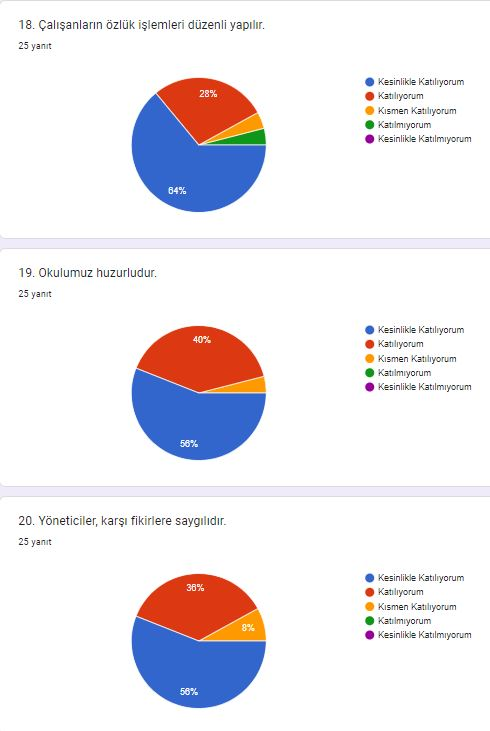 18. Çalışanların özlük işlemleri düzenli yapılır.
25 yanıt
28%
64%
Kesinlikle Katılıyorum
Katılıyorum
Kısmen Katılıyorum
Katılmıyorum
Kesinlikle Katılmıyorum
19. Okulumuz huzurludur.
25 yanıt
40%
56%
Kesinlikle Katılıyorum
Katılıyorum
Kısmen Katılıyorum
Katılmıyorum
Kesinlikle Katılmıyorum
20. Yöneticiler, karşı fikirlere saygılıdır.
25 yanıt
36%
8%
56%
Kesinlikle Katılıyorum
Katılıyorum
Kısmen Katılıyorum
Katılmıyorum
Kesinlikle Katılmıyorum